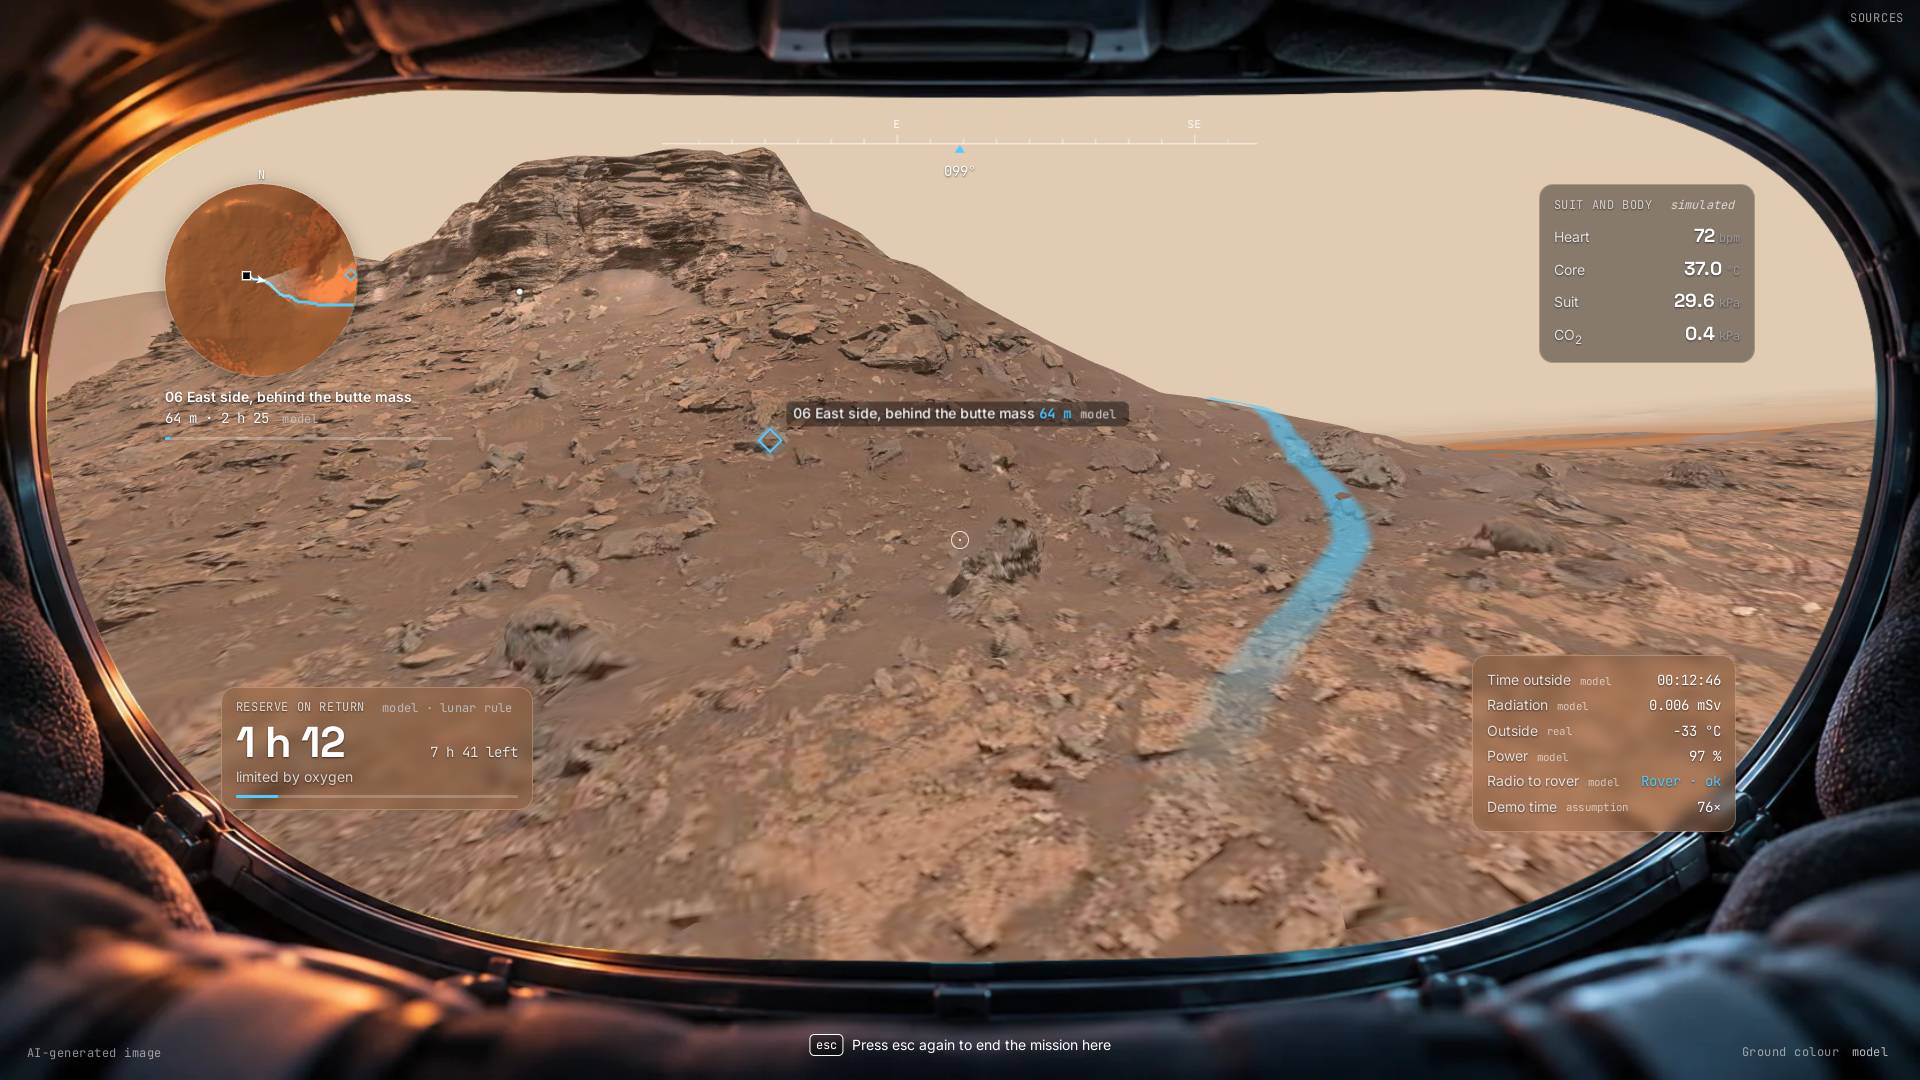 SOURCES
E
SE
099°
N
SUIT AND BODY simulated
Heart 72 bpm
Core 37.0 °C
Suit 29.6 kPa
CO2 0.4 kPa
06 East side, behind the butte mass
64 m · 2 h 25 model
06 East side, behind the butte mass 64 m model
RESERVE ON RETURN model · lunar rule
1 h 12
7 h 41 left
limited by oxygen
Time outside model 00:12:46
Radiation model 0.006 mSv
Outside real -33 °C
Power model 97 %
Radio to rover model Rover · ok
Demo time assumption 76×
esc Press esc again to end the mission here
AI-generated image
Ground colour model